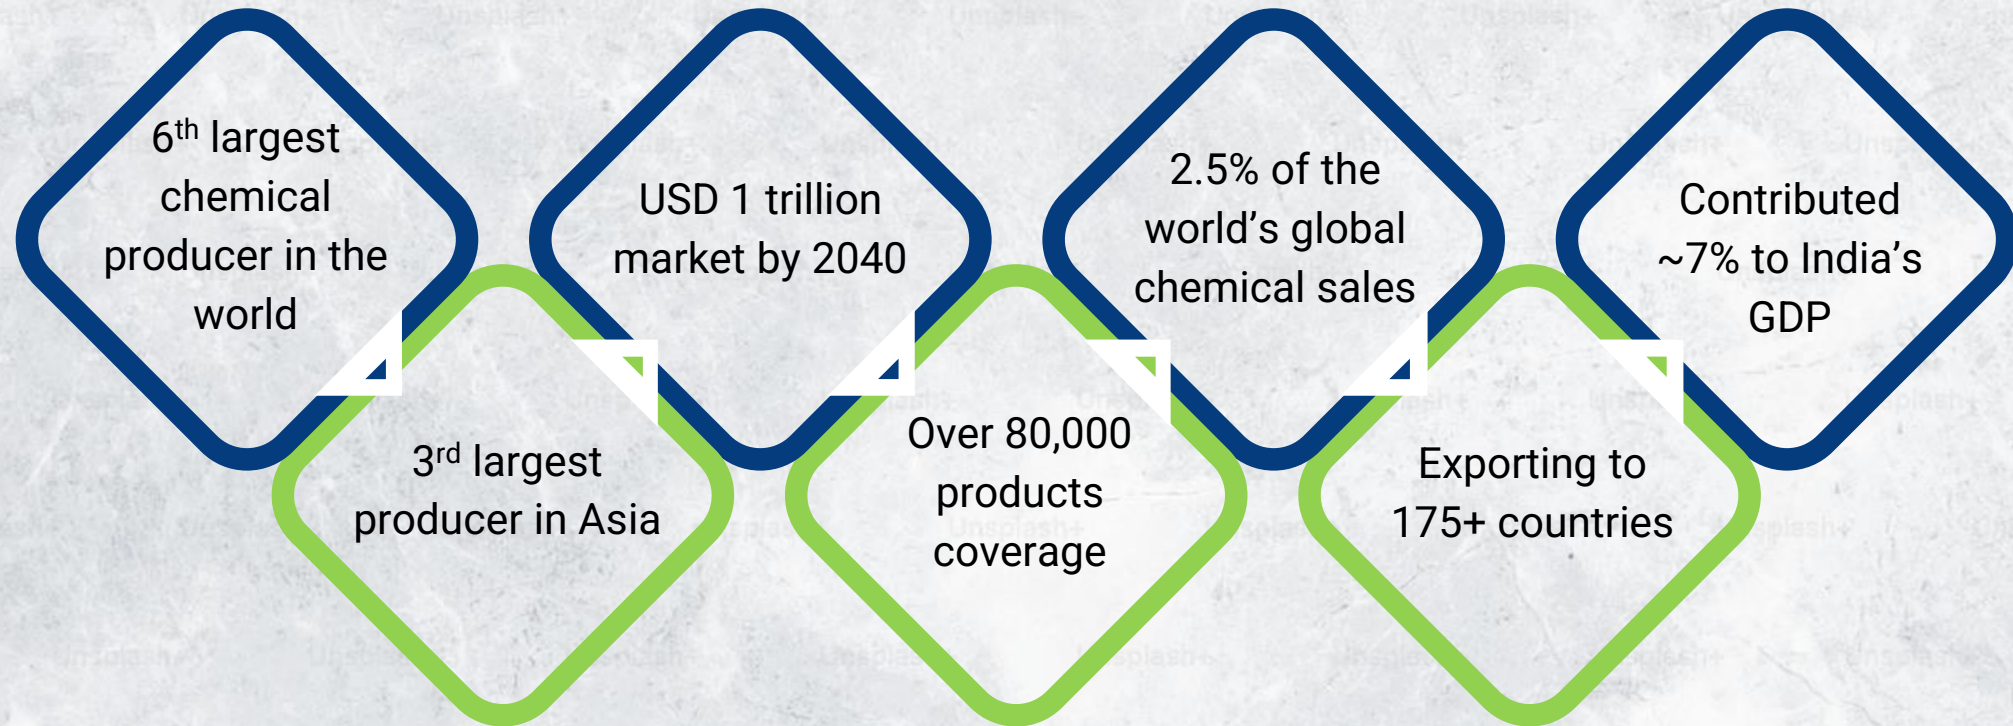 6th largest
chemical
producer in the
world
3rd largest
producer in Asia
USD 1 trillion
market by 2040
Over 80,000
products
coverage
2.5% of the
world’s global
chemical sales
Exporting to
175+ countries
Contributed
~7% to India’s
GDP
Unsplash+